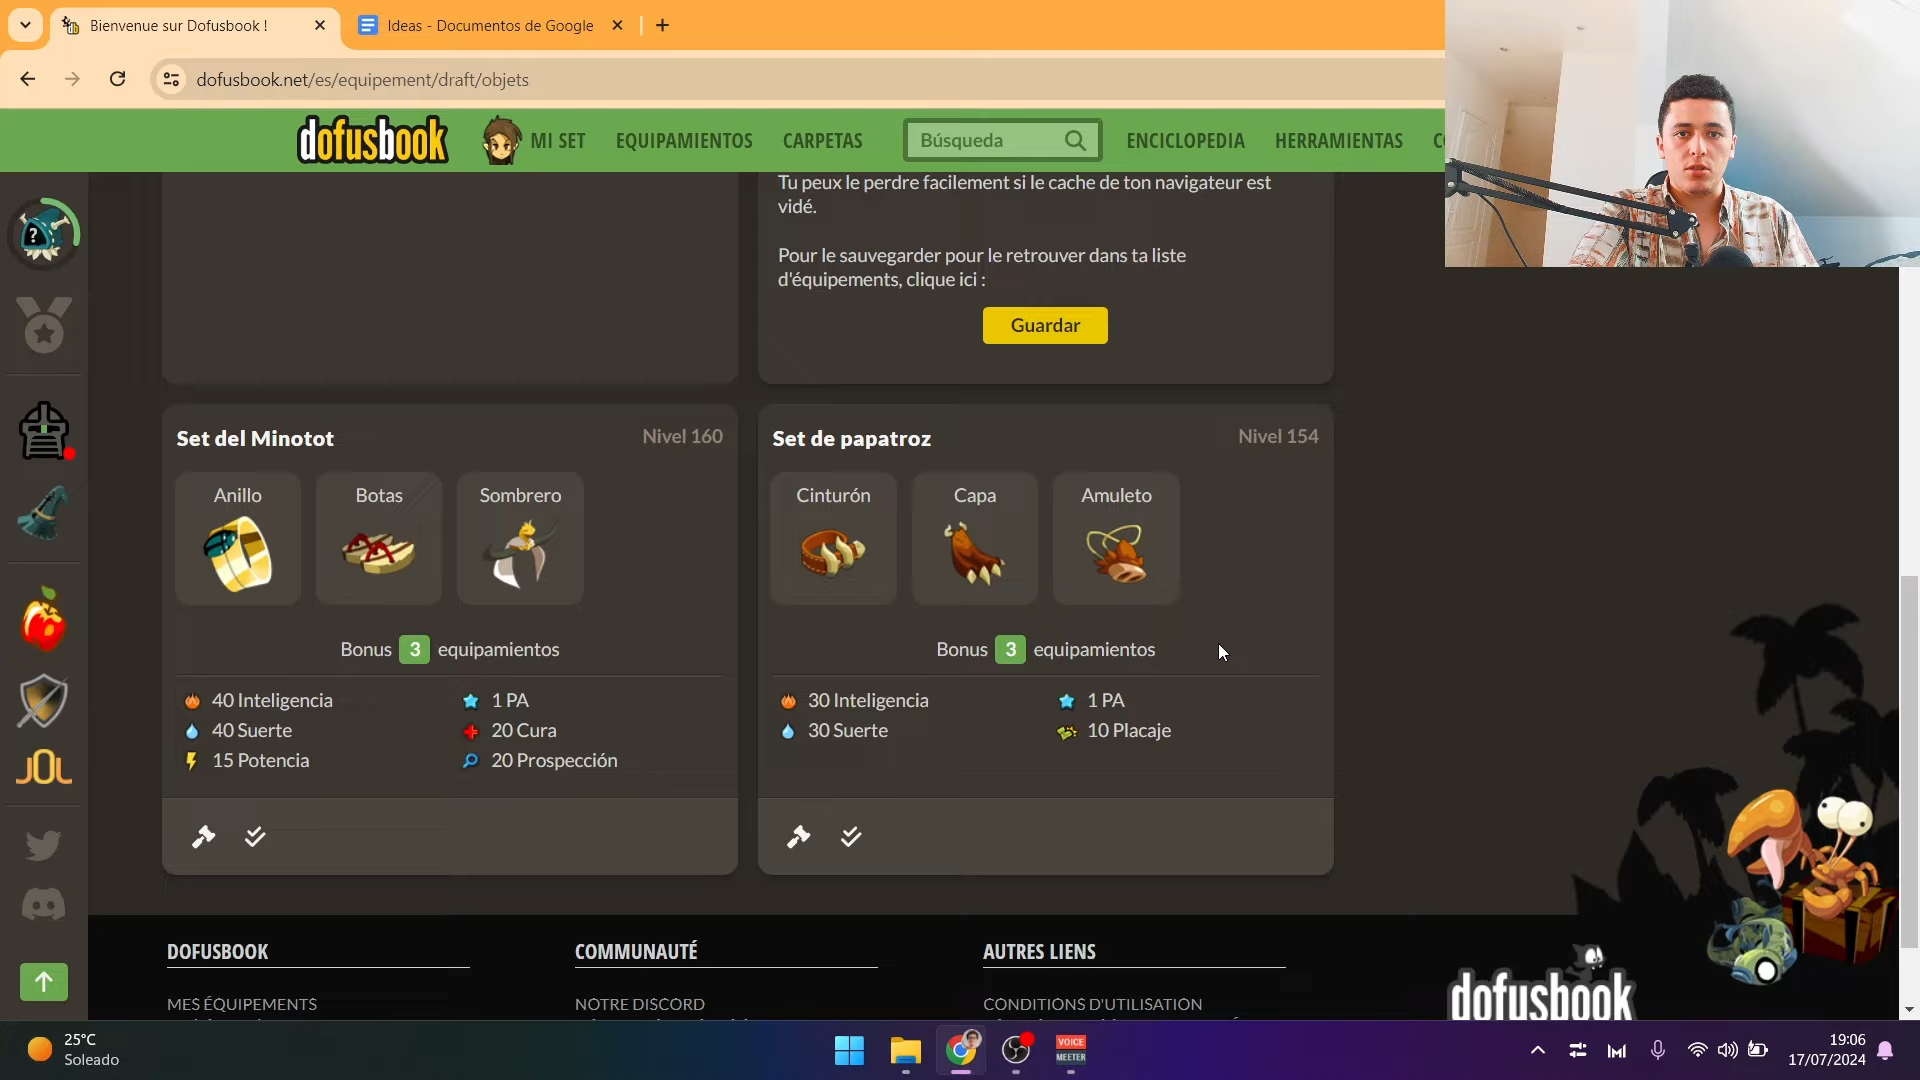 Bienvenue sur Dofusbook !
Ideas - Documentos de Google
dofusbook.net/es/equipement/draft/objets
dofusbook
MI SET
EQUIPAMIENTOS
CARPETAS
Búsqueda
ENCICLOPEDIA
HERRAMIENTAS
Tu peux le perdre facilement si le cache de ton navigateur est
vidé.
Pour le sauvegarder pour le retrouver dans ta liste
d'équipements, clique ici :
Guardar
Set del Minotot
Nivel 160
Anillo
Botas
Sombrero
Bonus 3 equipamientos
40 Inteligencia
1 PA
40 Suerte
20 Cura
15 Potencia
20 Prospección
Set de papatroz
Nivel 154
Cinturón
Capa
Amuleto
Bonus 3 equipamientos
30 Inteligencia
1 PA
30 Suerte
10 Placaje
JOL
DOFUSBOOK
COMMUNAUTÉ
AUTRES LIENS
MES ÉQUIPEMENTS
NOTRE DISCORD
CONDITIONS D'UTILISATION
dofusbook
25°C
Soleado
VOICE
MEETER
19:06
17/07/2024